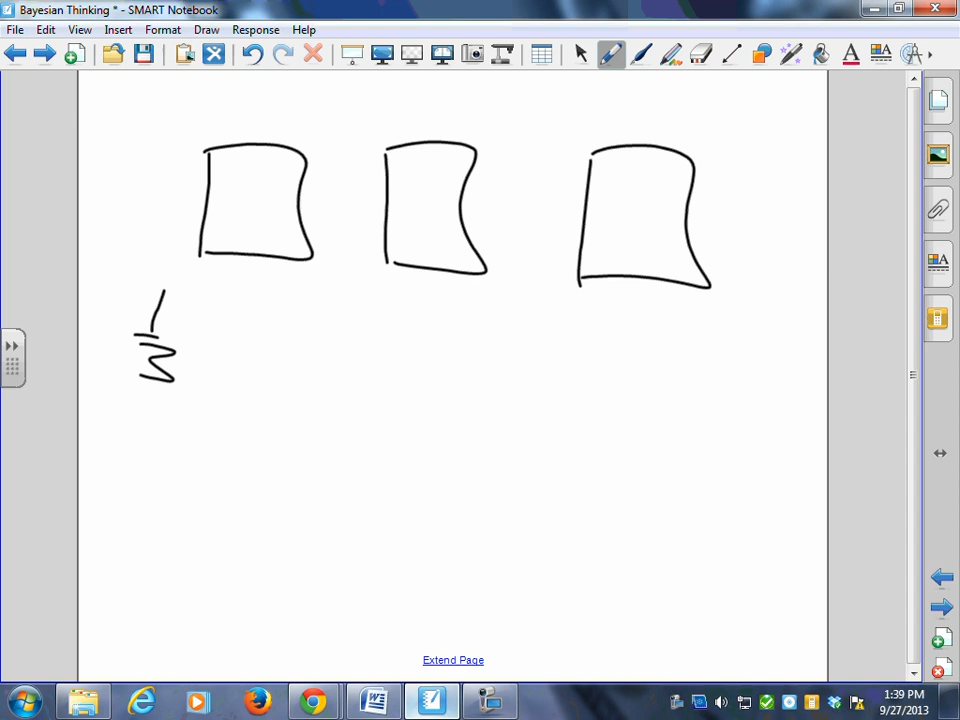 Bayesian Thinking * - SMART Notebook
File Edit View Insert Format Draw Response Help
1
3
Extend Page
1:39 PM
9/27/2013